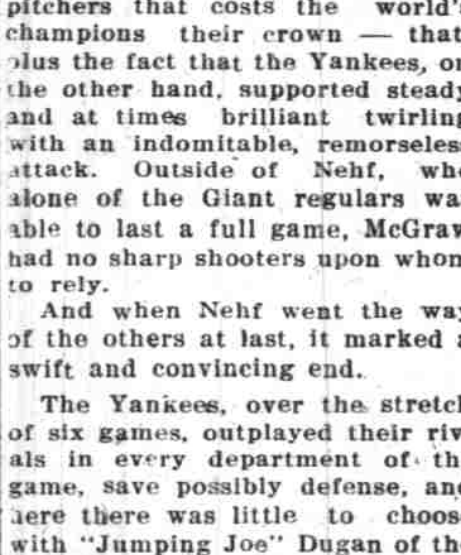 pitchers that costs the world's
champions their crown — that
plus the fact that the Yankees, on
the other hand, supported steady
and at times brilliant twirling
with an indomitable, remorseless
attack. Outside of Nehf, who
alone of the Giant regulars was
able to last a full game, McGraw
had no sharp shooters upon whom
to rely.
And when Nehf went the way
of the others at last, it marked a
swift and convincing end.
The Yankees, over the stretch
of six games, outplayed their riv-
als in every department of the
game, save possibly defense, and
here there was little to choose
with "Jumping Joe" Dugan of the